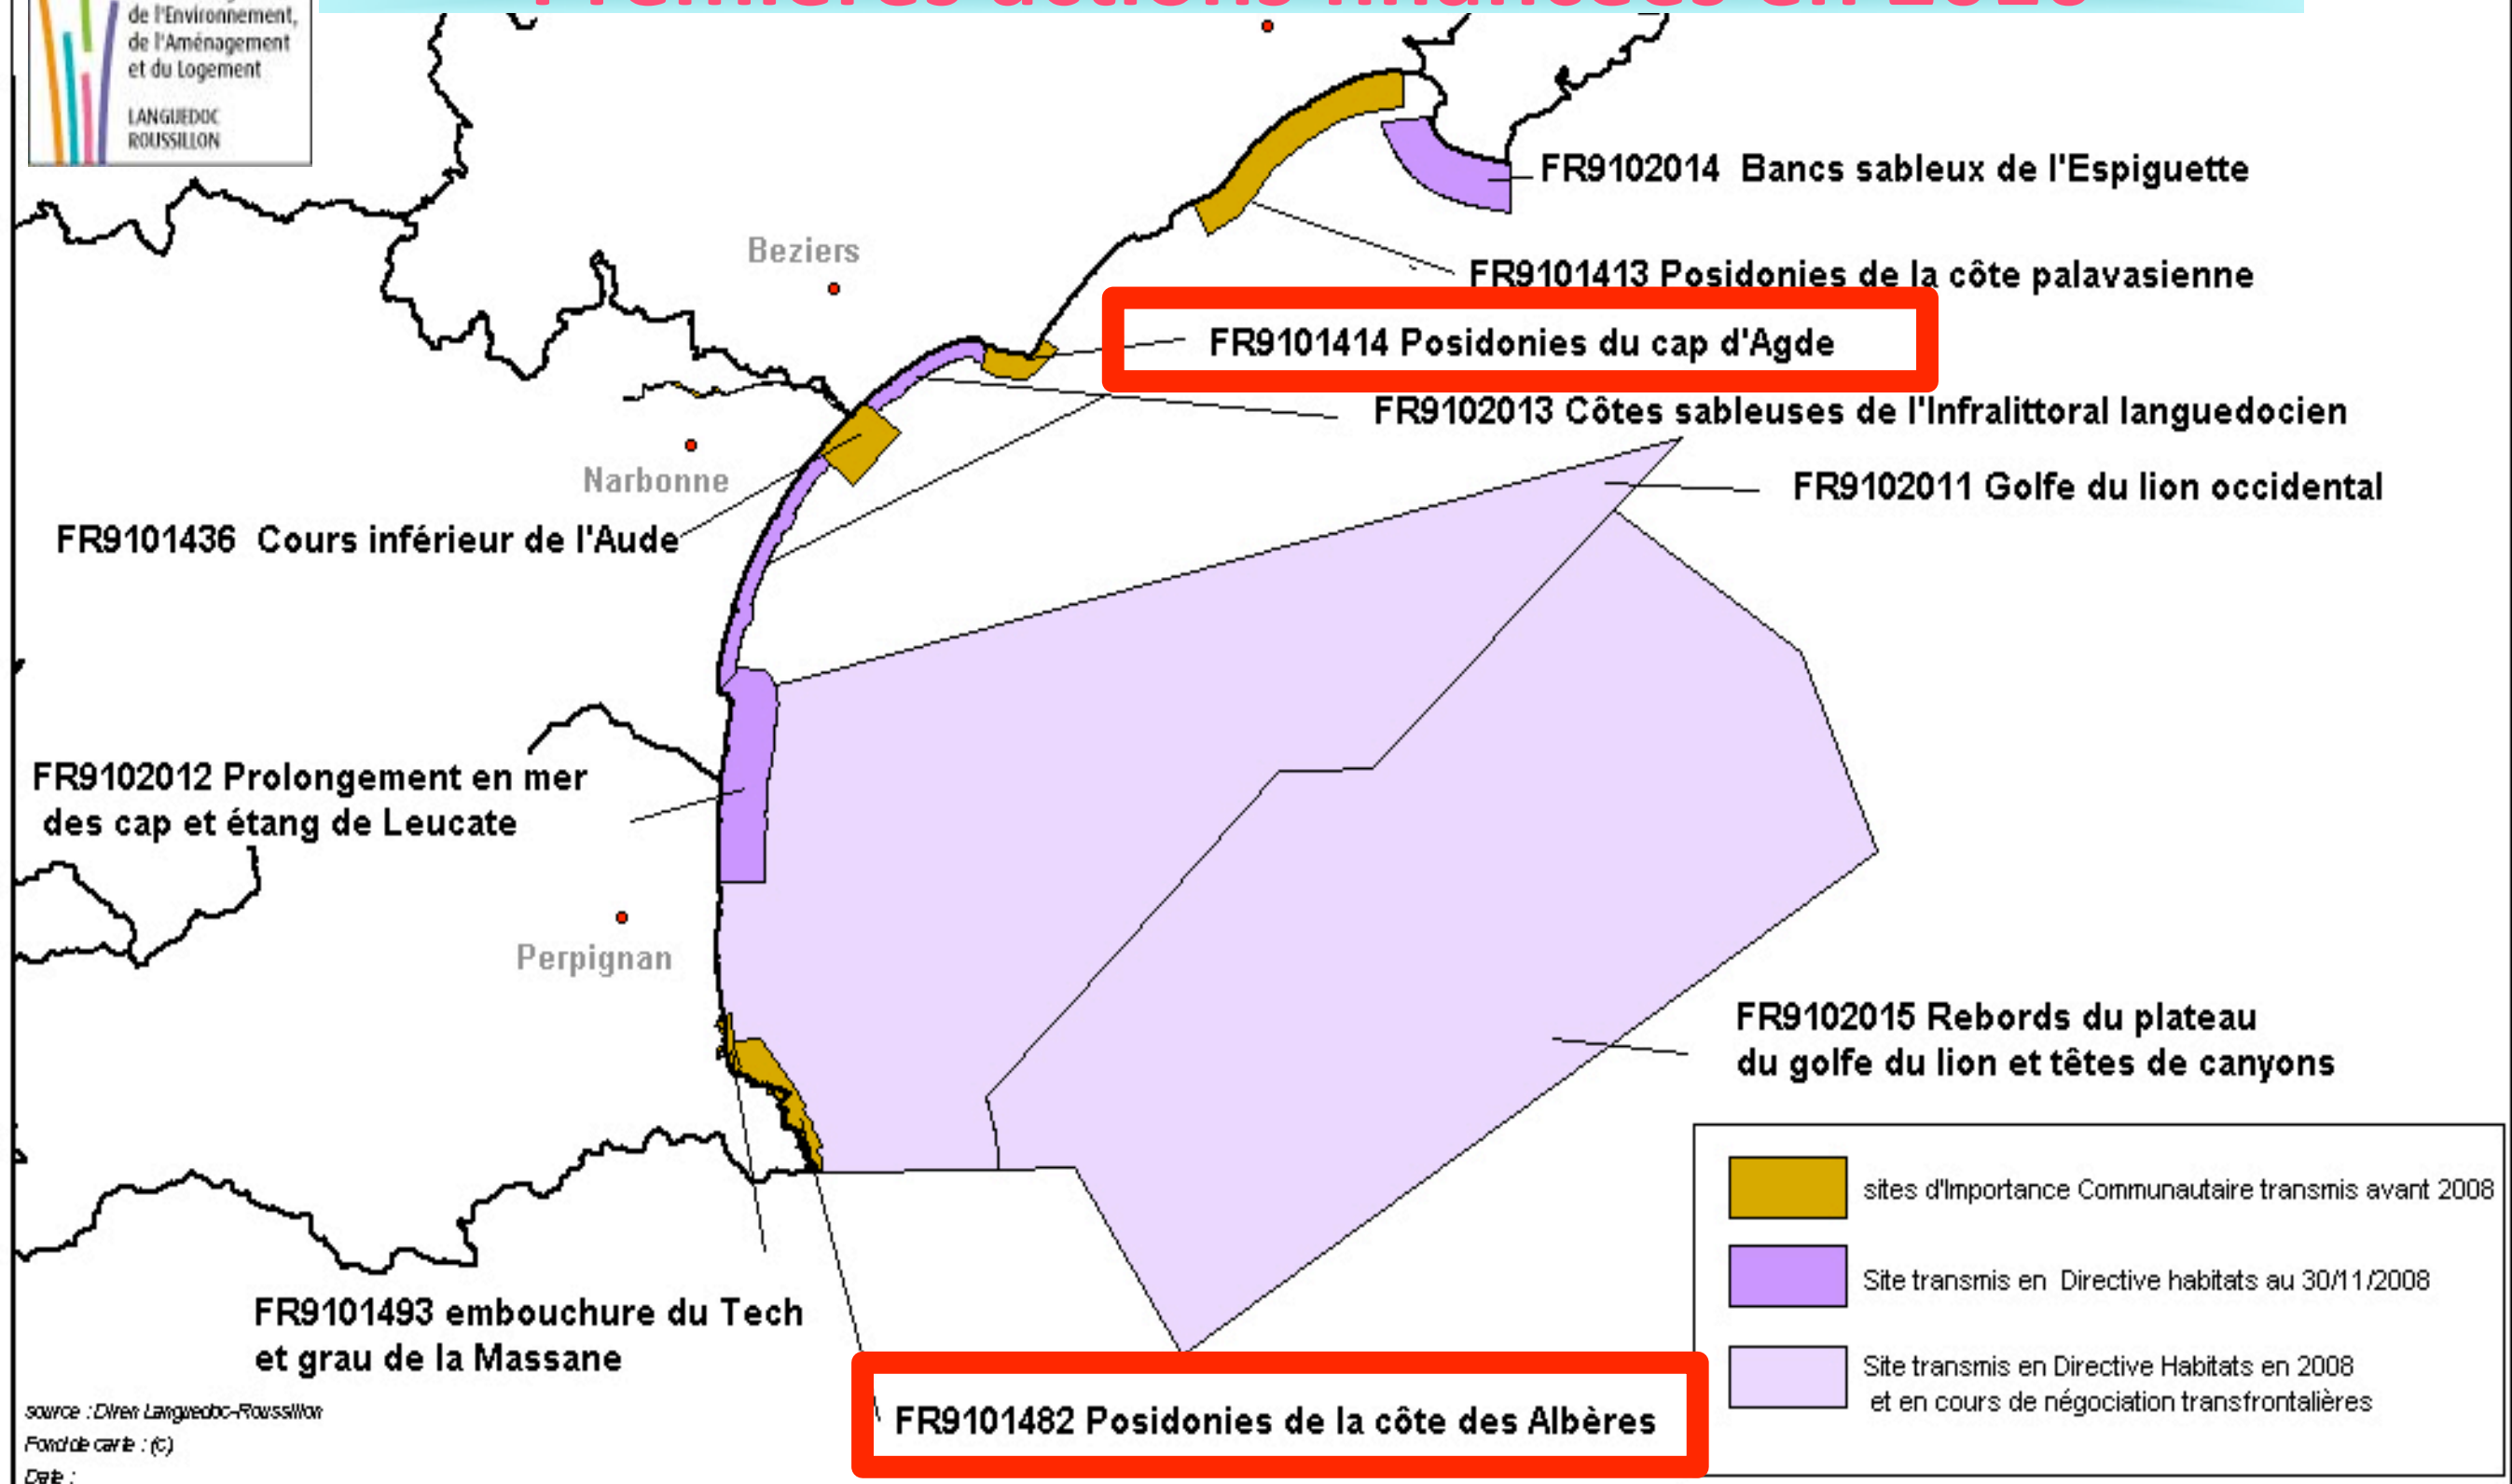 Premières actions financées en 2010
de l'Environnement,
de l'Aménagement
et du Logement
LANGUEDOC
ROUSSILLON
FR9102014 Bancs sableux de l'Espiguette
Beziers
FR9101413 Posidonies de la côte palavasienne
FR9101414 Posidonies du cap d'Agde
FR9102013 Côtes sableuses de l'Infralittoral languedocien
Narbonne
FR9102011 Golfe du lion occidental
FR9101436 Cours inférieur de l'Aude
FR9102012 Prolongement en mer
des cap et étang de Leucate
Perpignan
FR9102015 Rebords du plateau
du golfe du lion et têtes de canyons
sites d'Importance Communautaire transmis avant 2008
Site transmis en Directive habitats au 30/11/2008
Site transmis en Directive Habitats en 2008
et en cours de négociation transfrontalières
FR9101493 embouchure du Tech
et grau de la Massane
FR9101482 Posidonies de la côte des Albères
source : Diren Languedoc-Roussillon
Fond de carte : (c)
Date :